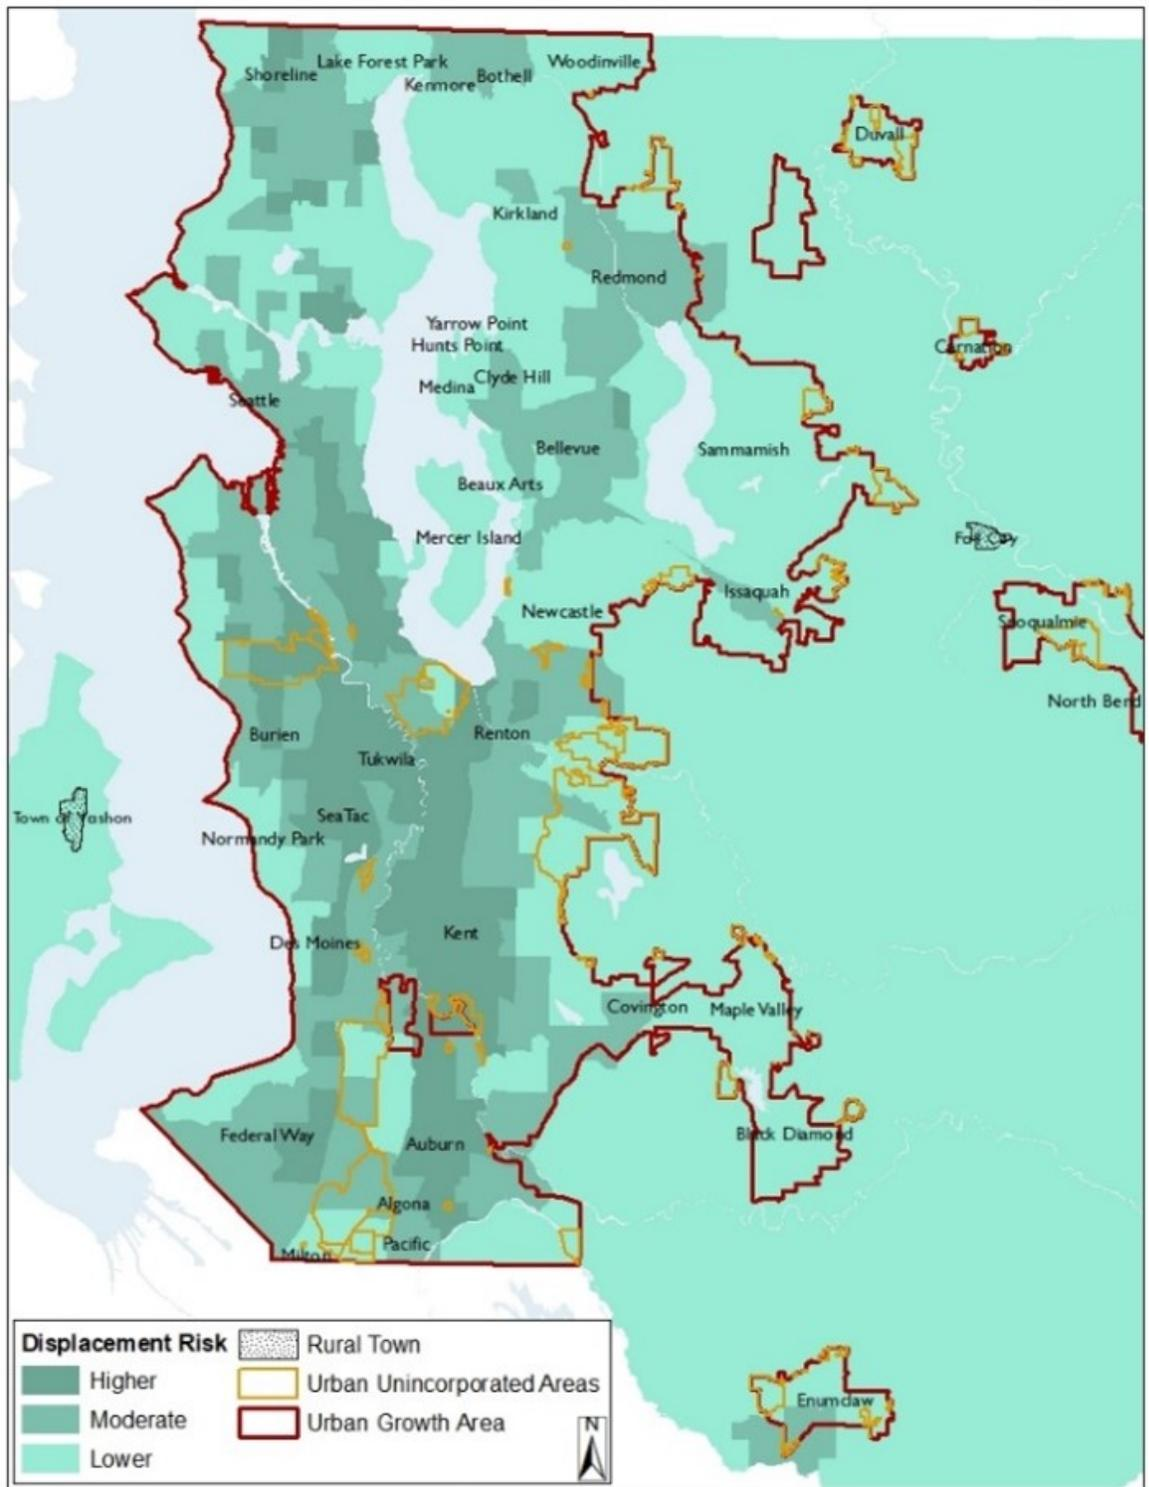 Lake Forest Park
Woodinville
Shoreline
Kenmore
Bothell
Duvall
Kirkland
Redmond
Yarrow Point
Hunts Point
Carnation
Medina
Clyde Hill
Seattle
Bellevue
Sammamish
Beaux Arts
Mercer Island
Fall City
Issaquah
Newcastle
Snoqualmie
North Bend
Burien
Renton
Tukwila
Town of Vashon
SeaTac
Normandy Park
Kent
Des Moines
Covington
Maple Valley
Federal Way
Auburn
Black Diamond
Algona
Pacific
Milton
Enumclaw
Displacement Risk
Higher
Moderate
Lower
Rural Town
Urban Unincorporated Areas
Urban Growth Area
N